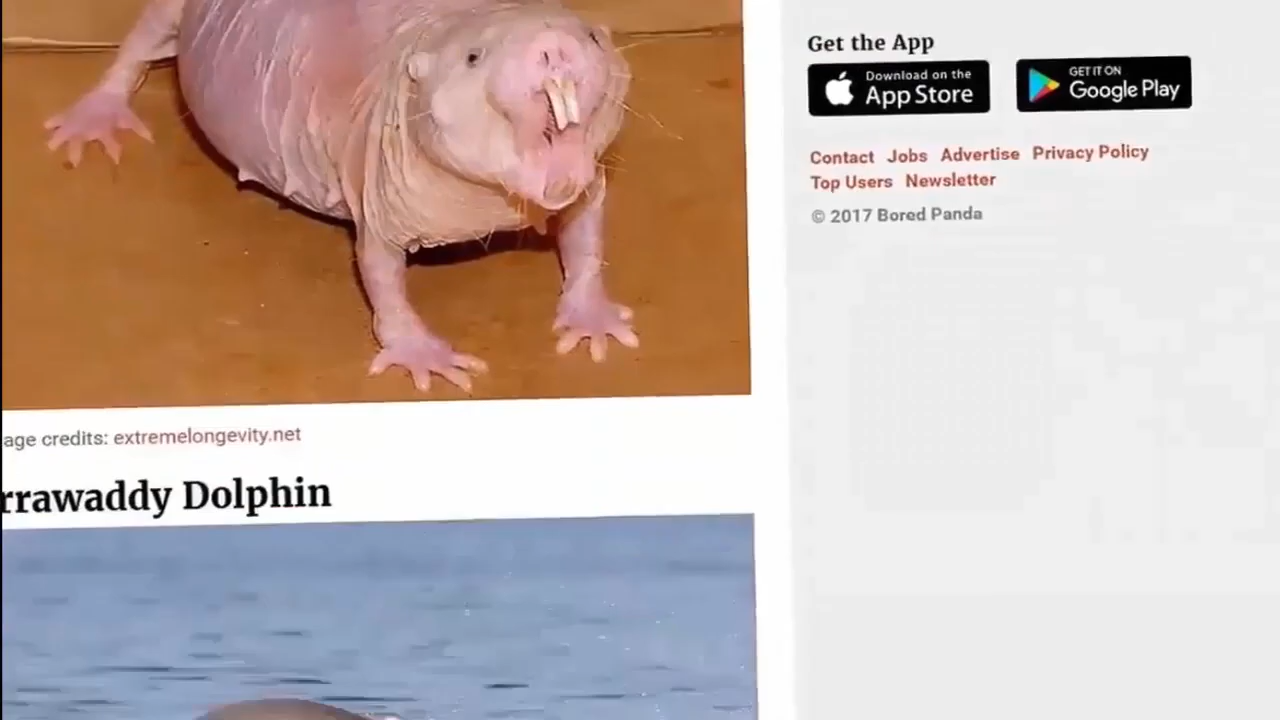 age credits: extremelongevity.net
rrawaddy Dolphin
Get the App
Download on the
App Store
GET IT ON
Google Play
Contact Jobs Advertise Privacy Policy
Top Users Newsletter
© 2017 Bored Panda